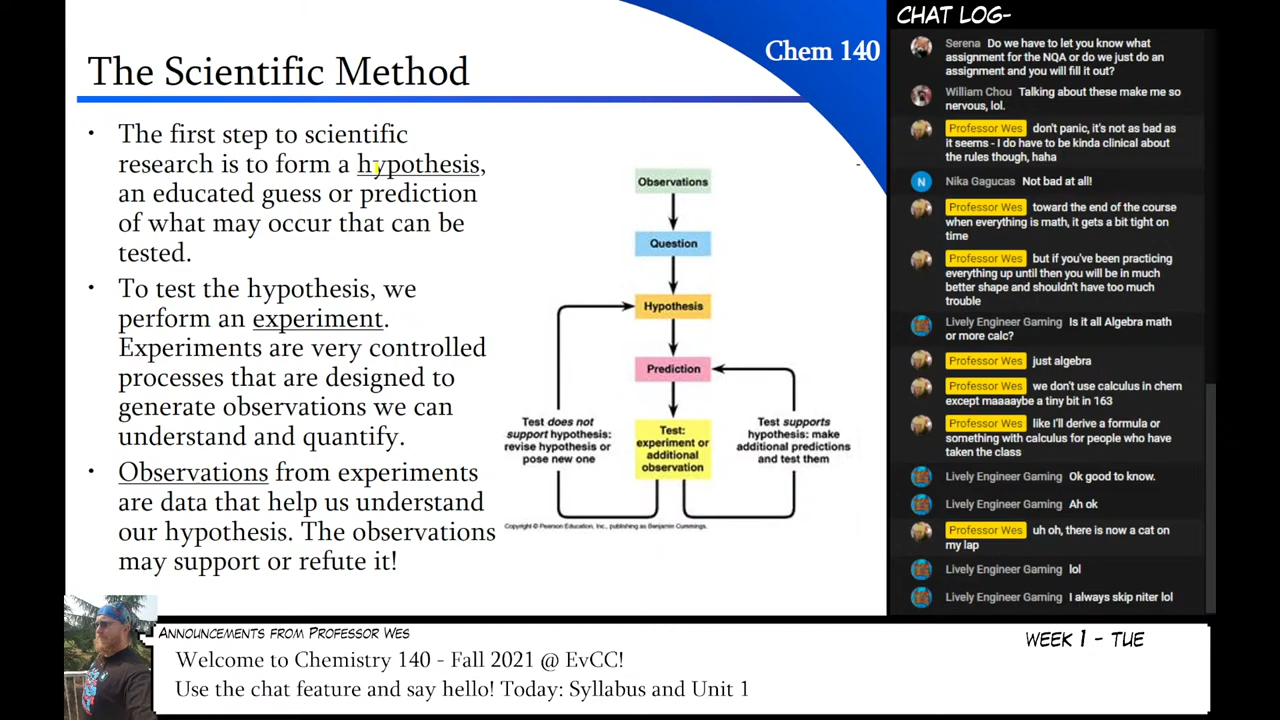 Chem 140
The Scientific Method
• The first step to scientific
research is to form a hypothesis,
an educated guess or prediction
of what may occur that can be
tested.
• To test the hypothesis, we
perform an experiment.
Experiments are very controlled
processes that are designed to
generate observations we can
understand and quantify.
• Observations from experiments
are data that help us understand
our hypothesis. The observations
may support or refute it!
Observations
Question
Hypothesis
Prediction
Test:
experiment or
additional
observation
Test does not
support hypothesis:
revise hypothesis or
pose new one
Test supports
hypothesis: make
additional predictions
and test them
Copyright © Pearson Education, Inc., publishing as Benjamin Cummings.
CHAT LOG-
Serena Do we have to let you know what
assignment for the NQA or do we just do an
assignment and you will fill it out?
William Chou Talking about these make me so
nervous, lol.
Professor Wes don't panic, it's not as bad as
it seems - I do have to be kinda clinical about
the rules though, haha
N
Nika Gagucas Not bad at all!
Professor Wes toward the end of the course
when everything is math, it gets a bit tight on
time
Professor Wes but if you've been practicing
everything up until then you will be in much
better shape and shouldn't have too much
trouble
Lively Engineer Gaming Is it all Algebra math
or more calc?
Professor Wes just algebra
Professor Wes we don't use calculus in chem
except maaaaybe a tiny bit in 163
Professor Wes like I'll derive a formula or
something with calculus for people who have
taken the class
Lively Engineer Gaming Ok good to know.
Lively Engineer Gaming Ah ok
Professor Wes uh oh, there is now a cat on
my lap
Lively Engineer Gaming lol
Lively Engineer Gaming I always skip niter lol
ANNOUNCEMENTS FROM PROFESSOR WES
WEEK 1 - TUE
Welcome to Chemistry 140 - Fall 2021 @ EvCC!
Use the chat feature and say hello! Today: Syllabus and Unit 1